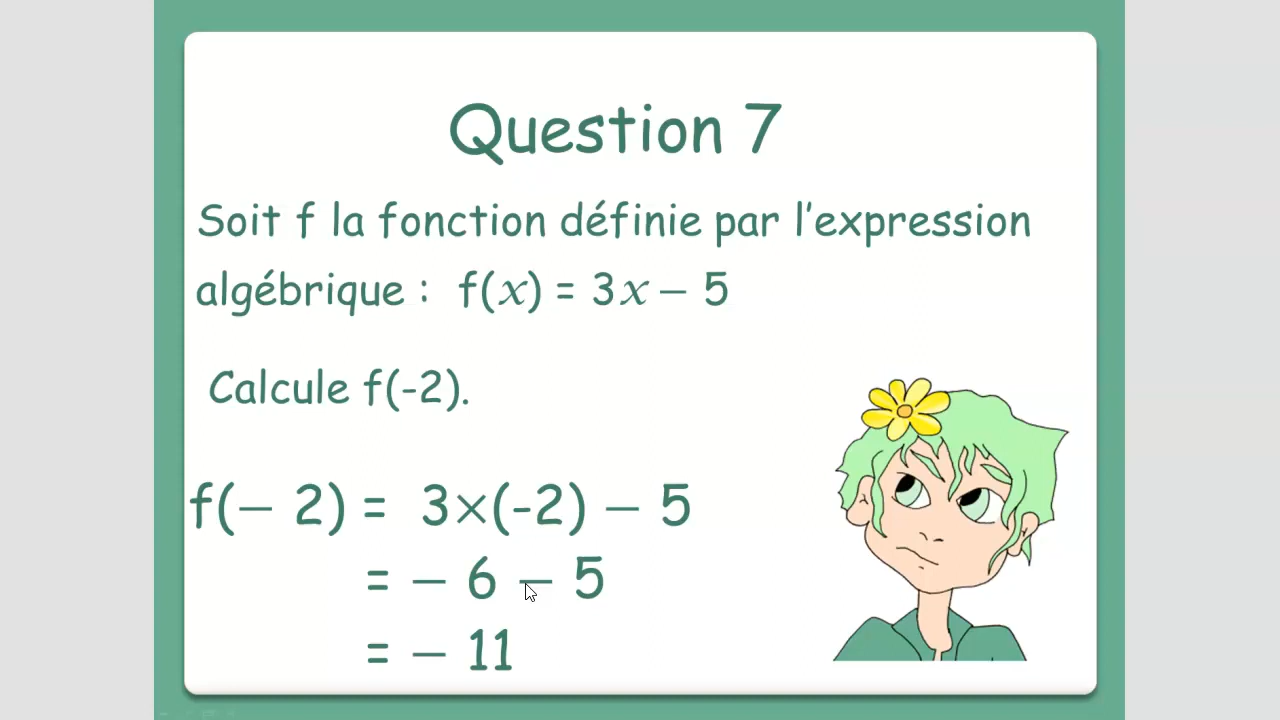 Question 7
Soit f la fonction définie par l’expression
algébrique : f(x) = 3x – 5
Calcule f(-2).
f(– 2) = 3×(-2) – 5
= – 6 – 5
= – 11